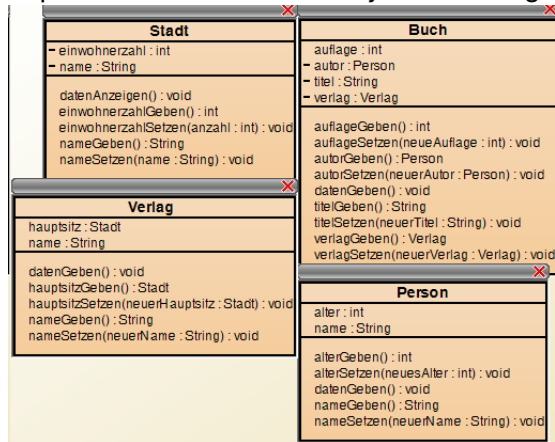 Stadt
- einwohnerzahl : int
- name : String
datenAnzeigen() : void
einwohnerzahlGeben() : int
einwohnerzahlSetzen(anzahl : int) : void
nameGeben() : String
nameSetzen(name : String) : void
Buch
auflage : int
- autor : Person
- titel : String
- verlag : Verlag
auflageGeben() : int
auflageSetzen(neueAuflage : int) : void
autorGeben() : Person
autorSetzen(neuerAutor : Person) : void
datenGeben() : void
titelGeben() : String
titelSetzen(neuerTitel : String) : void
verlagGeben() : Verlag
verlagSetzen(neuerVerlag : Verlag) : void
Verlag
hauptsitz : Stadt
name : String
datenGeben() : void
hauptsitzGeben() : Stadt
hauptsitzSetzen(neuerHauptsitz : Stadt) : void
nameGeben() : String
nameSetzen(neuerName : String) : void
Person
alter : int
name : String
alterGeben() : int
alterSetzen(neuesAlter : int) : void
datenGeben() : void
nameGeben() : String
nameSetzen(neuerName : String) : void